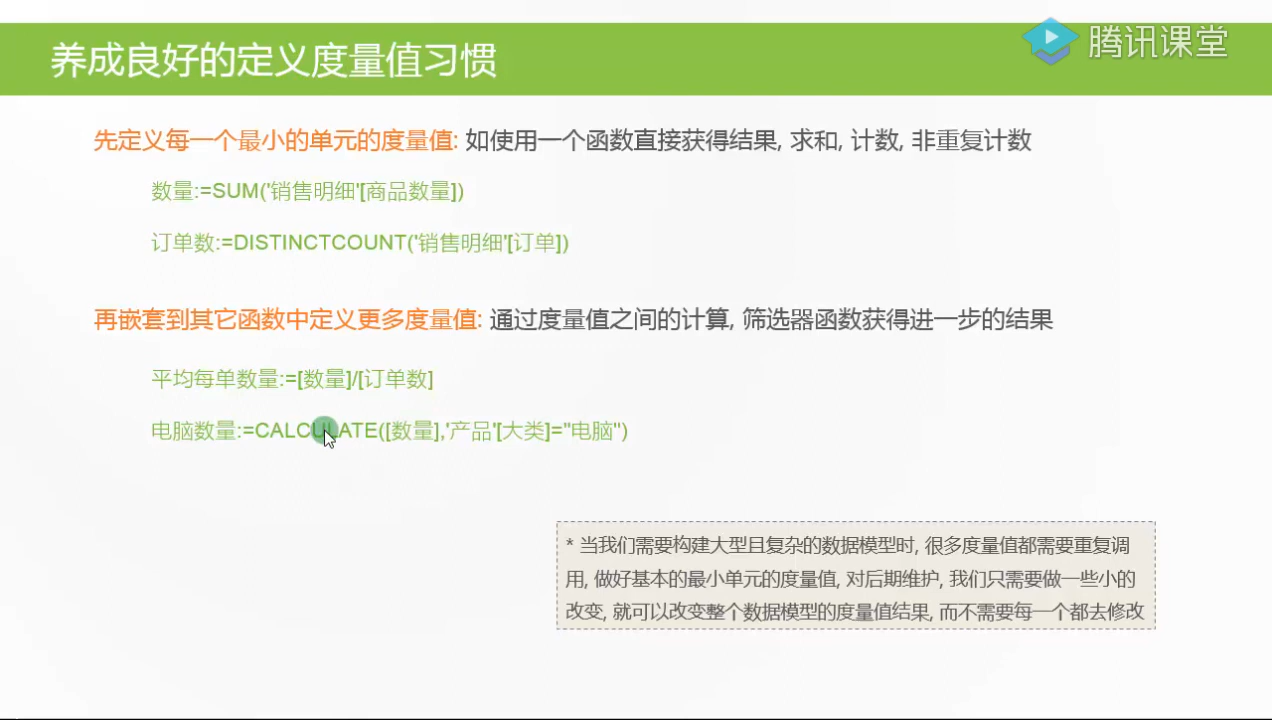 养成良好的定义度量值习惯
腾讯课堂
先定义每一个最小的单元的度量值: 如使用一个函数直接获得结果, 求和, 计数, 非重复计数
数量:=SUM('销售明细'[商品数量])
订单数:=DISTINCTCOUNT('销售明细'[订单])
再嵌套到其它函数中定义更多度量值: 通过度量值之间的计算, 筛选器函数获得进一步的结果
平均每单数量:=[数量]/[订单数]
电脑数量:=CALCULATE([数量],'产品'[大类]="电脑")
* 当我们需要构建大型且复杂的数据模型时, 很多度量值都需要重复调
用, 做好基本的最小单元的度量值, 对后期维护, 我们只需要做一些小的
改变, 就可以改变整个数据模型的度量值结果, 而不需要每一个都去修改